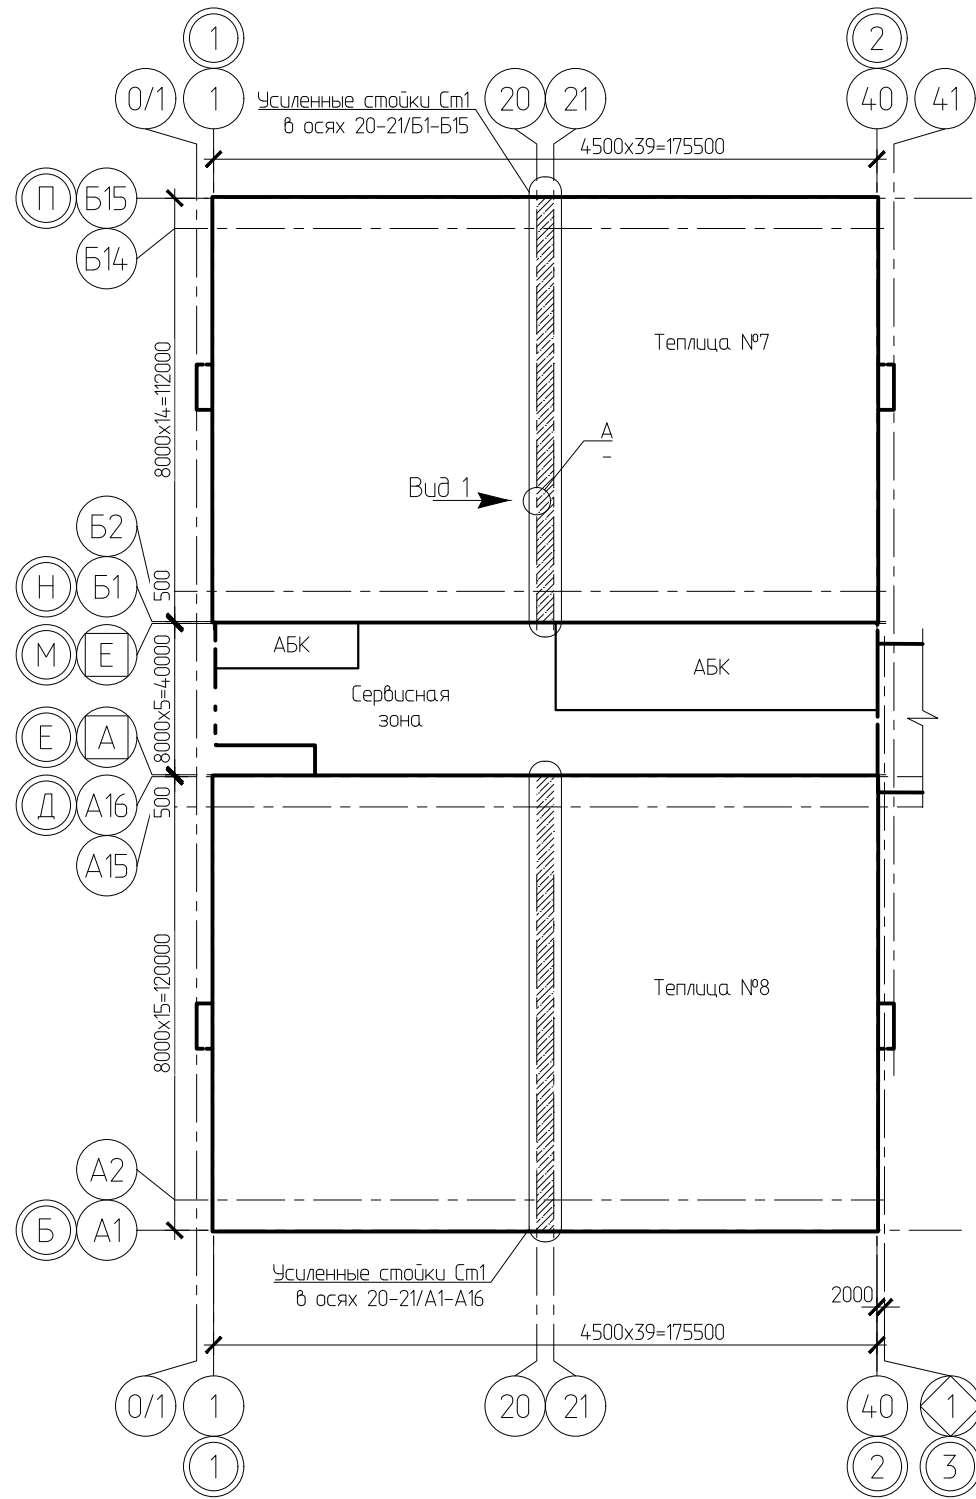 1
2
0/1
1
Усиленные стойки Ст1
в осях 20-21/Б1-Б15
20
21
40
41
4500х39=175500
П
Б15
Б14
Теплица №7
8000х14=112000
А
-
Вид 1
Б2
Н
Б1
500
М
Е
АБК
АБК
8000х5=40000
Сервисная
зона
Е
А
Д
А16
500
А15
8000х15=120000
Теплица №8
А2
Б
А1
Усиленные стойки Ст1
в осях 20-21/А1-А16
2000
4500х39=175500
0/1
1
20
21
40
1
1
2
3